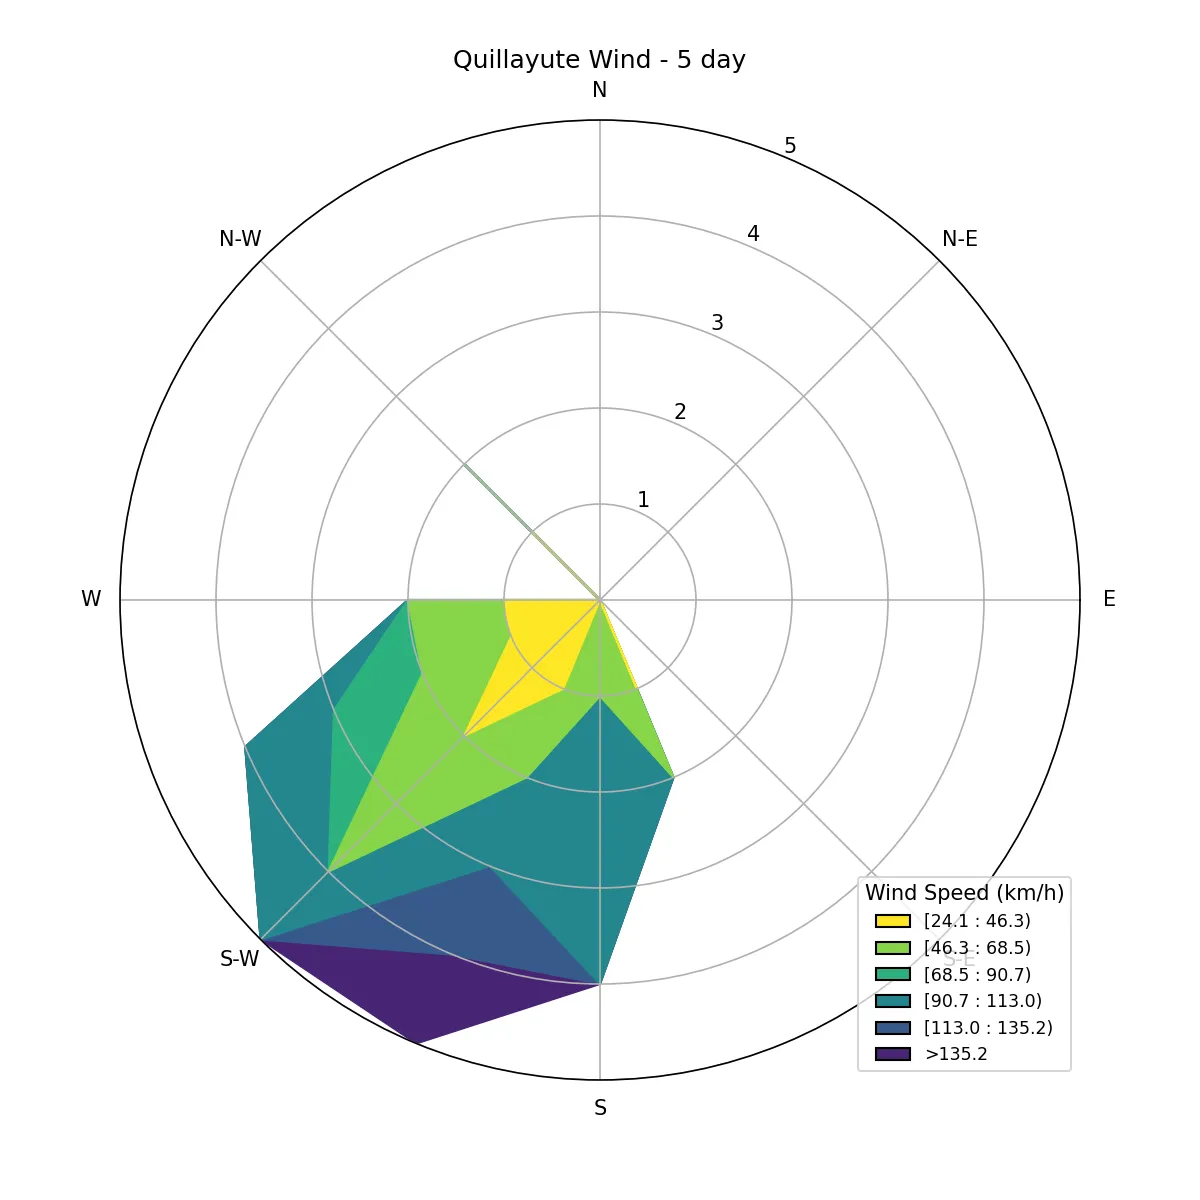 Quillayute Wind - 5 day
N
5
N-W
N-E
4
3
2
1
W
E
S-W
S-E
Wind Speed (km/h)
[24.1 : 46.3)
[46.3 : 68.5)
[68.5 : 90.7)
[90.7 : 113.0)
[113.0 : 135.2)
>135.2
S